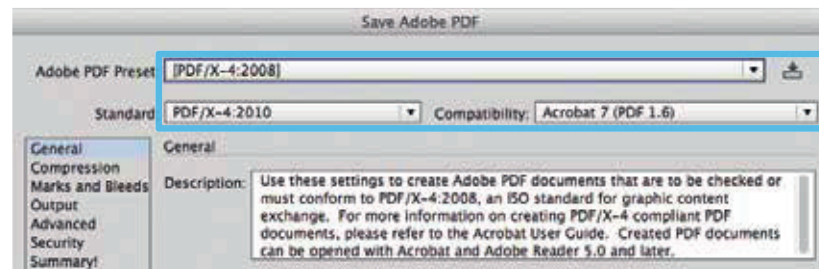 Save Adobe PDF
Adobe PDF Preset [PDF/X-4:2008]
Standard PDF/X-4:2010 Compatibility: Acrobat 7 (PDF 1.6)
General
Compression
Marks and Bleeds
Output
Advanced
Security
Summary!
General
Description: Use these settings to create Adobe PDF documents that are to be checked or
must conform to PDF/X-4:2008, an ISO standard for graphic content
exchange. For more information on creating PDF/X-4 compliant PDF
documents, please refer to the Acrobat User Guide. Created PDF documents
can be opened with Acrobat and Adobe Reader 5.0 and later.